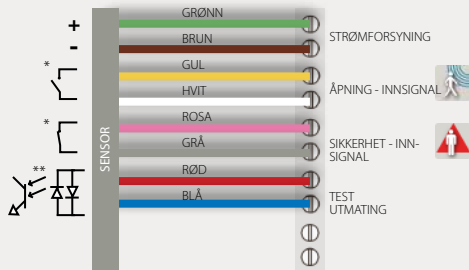 GRØNN
+
STRØMFORSYNING
BRUN
-
GUL
*
ÅPNING - INNSIGNAL
HVIT
ROSA
*
SIKKERHET - INN-
SIGNAL
GRÅ
SENSOR
RØD
**
TEST
UTMATING
BLÅ